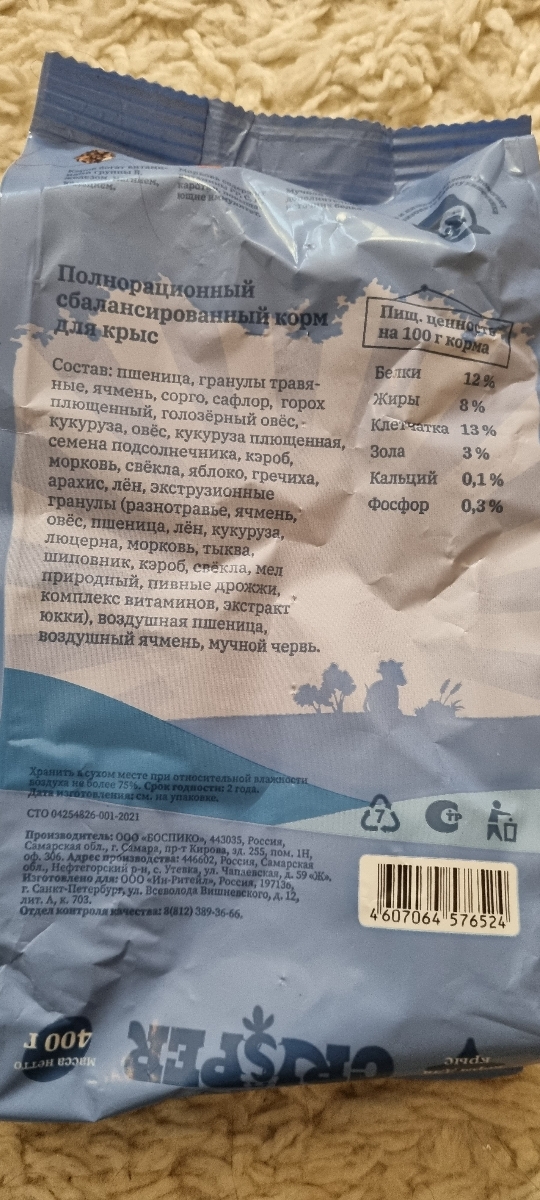 группы В,
Полнорационный
сбалансированный корм
для крыс
Состав: пшеница, гранулы травя-
ные, ячмень, сорго, сафлор, горох
плющенный, голозёрный овёс,
кукуруза, овёс, кукуруза плющенная,
семена подсолнечника, кэроб,
морковь, свёкла, яблоко, гречиха,
арахис, лён, экструзионные
гранулы (разнотравье, ячмень,
овёс, пшеница, лён, кукуруза,
люцерна, морковь, тыква,
шиповник, кэроб, свёкла, мел
природный, пивные дрожжи,
комплекс витаминов, экстракт
юкки), воздушная пшеница,
воздушный ячмень, мучной червь.
Пищ. ценность
на 100 г корма
Белки 12 %
Жиры 8 %
Клетчатка 13 %
Зола 3 %
Кальций 0,1 %
Фосфор 0,3 %
Хранить в сухом месте при относительной влажности
воздуха не более 75%. Срок годности: 2 года.
Дата изготовления: см. на упаковке.
СТО 04254826-001-2021
Производитель: ООО «БОСПИКО», 443035, Россия,
Самарская обл., г. Самара, пр-т Кирова, зд. 255, пом. 1Н,
оф. 306. Адрес производства: 446602, Россия, Самарская
обл., Нефтегорский р-н, с. Утевка, ул. Чапаевская, д. 59 «Ж».
Изготовлено для: ООО «Ин-Ритейл», Россия, 197136,
г. Санкт-Петербург, ул. Всеволода Вишневского, д. 12,
лит. А, к. 703.
Отдел контроля качества: 8(812) 389-36-66.
7
СТР
4 607064 576524
CRISPER
Масса нетто
400 г
крыс